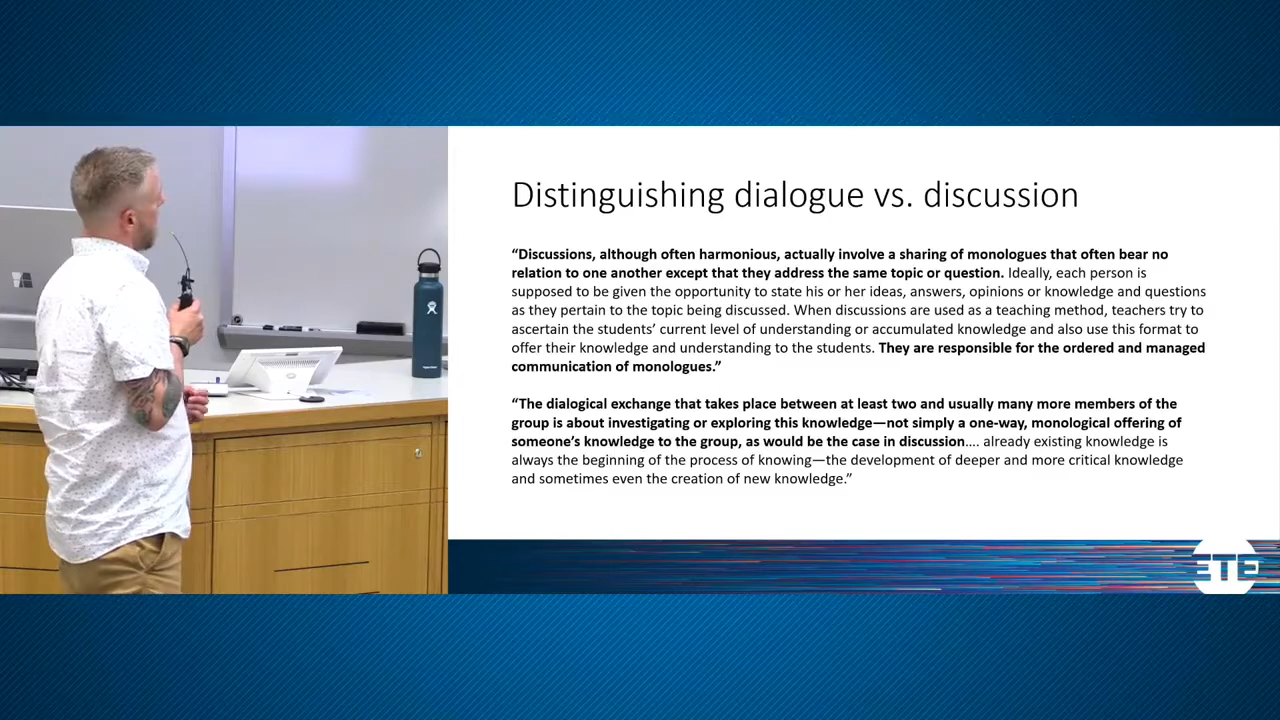 Distinguishing dialogue vs. discussion
“Discussions, although often harmonious, actually involve a sharing of monologues that often bear no
relation to one another except that they address the same topic or question. Ideally, each person is
supposed to be given the opportunity to state his or her ideas, answers, opinions or knowledge and questions
as they pertain to the topic being discussed. When discussions are used as a teaching method, teachers try to
ascertain the students’ current level of understanding or accumulated knowledge and also use this format to
offer their knowledge and understanding to the students. They are responsible for the ordered and managed
communication of monologues.”
“The dialogical exchange that takes place between at least two and usually many more members of the
group is about investigating or exploring this knowledge—not simply a one-way, monological offering of
someone’s knowledge to the group, as would be the case in discussion…. already existing knowledge is
always the beginning of the process of knowing—the development of deeper and more critical knowledge
and sometimes even the creation of new knowledge.”